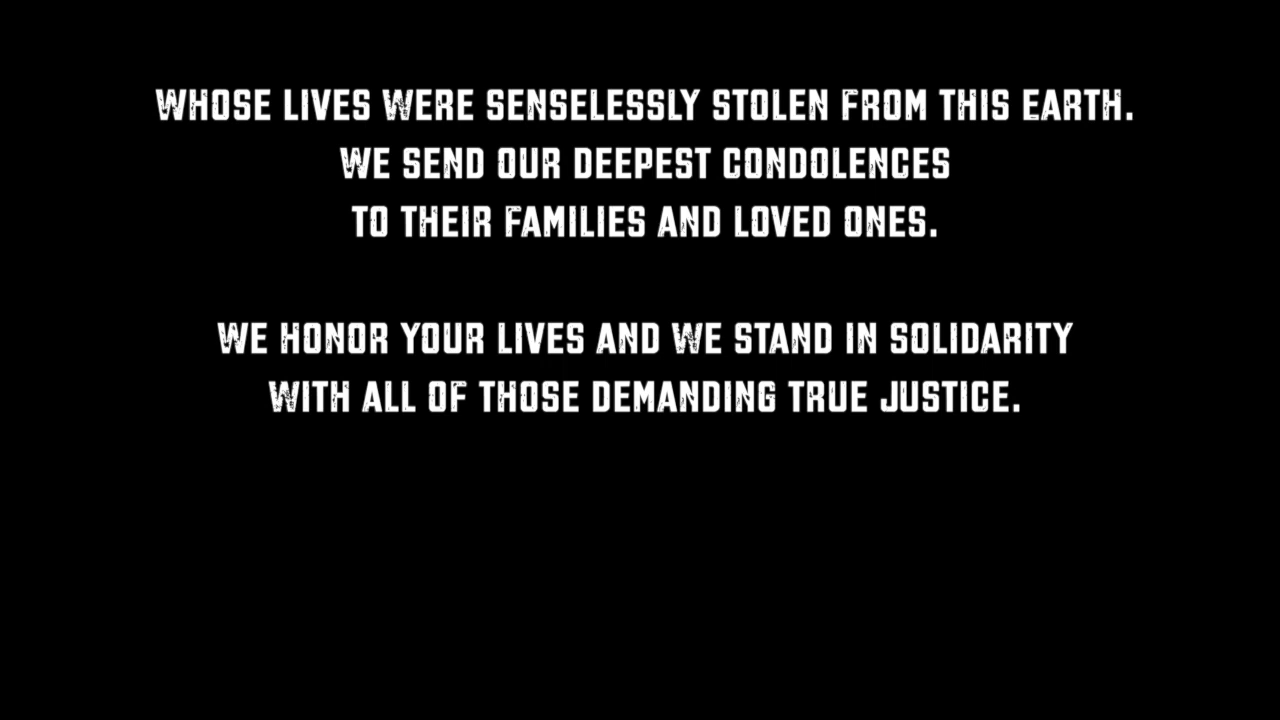 WHOSE LIVES WERE SENSELESSLY STOLEN FROM THIS EARTH.
WE SEND OUR DEEPEST CONDOLENCES
TO THEIR FAMILIES AND LOVED ONES.
WE HONOR YOUR LIVES AND WE STAND IN SOLIDARITY
WITH ALL OF THOSE DEMANDING TRUE JUSTICE.